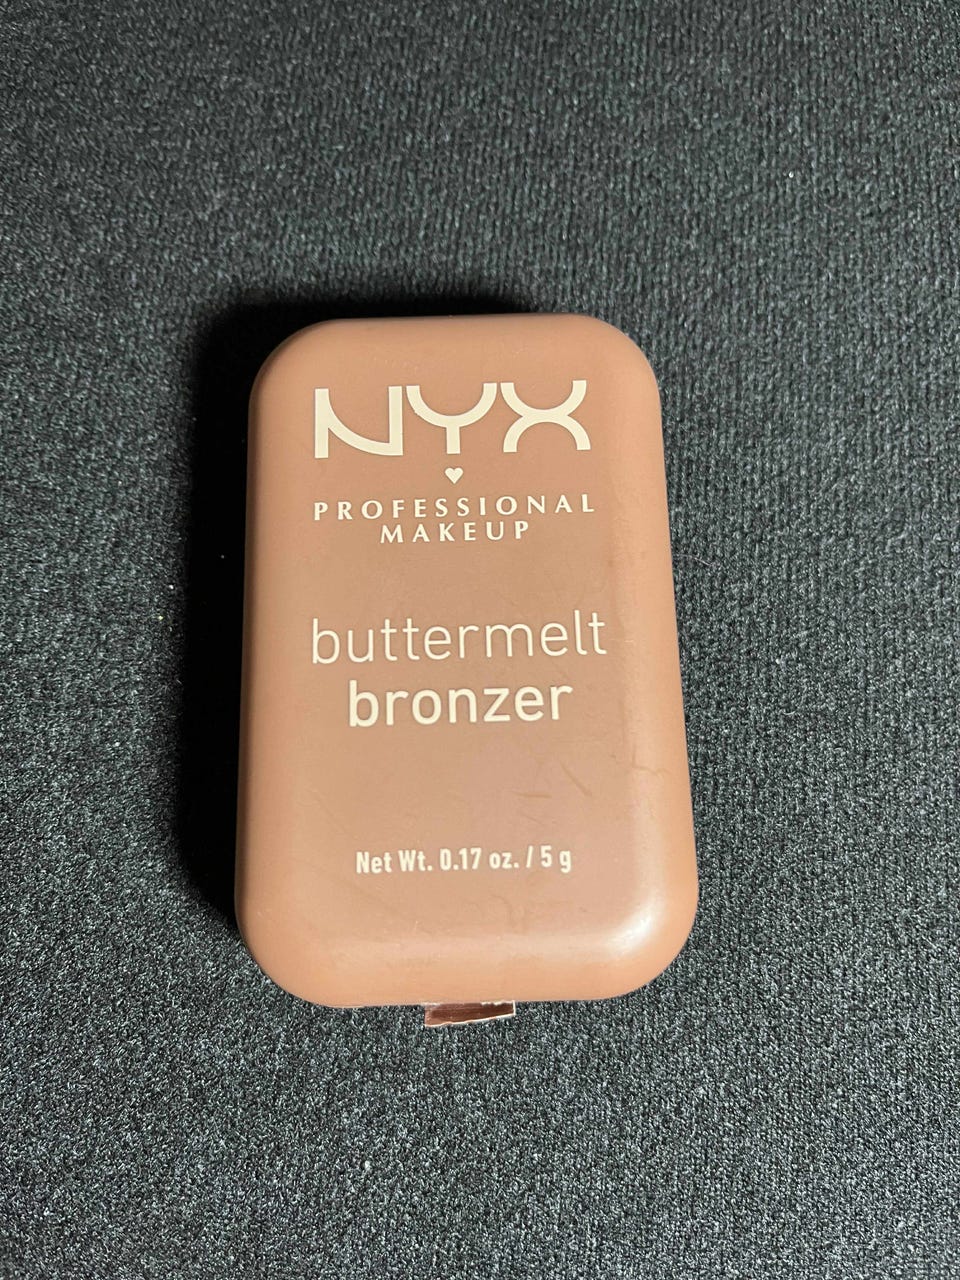 NYX
PROFESSIONAL
MAKEUP
buttermelt
bronzer
Net Wt. 0.17 oz. / 5 g